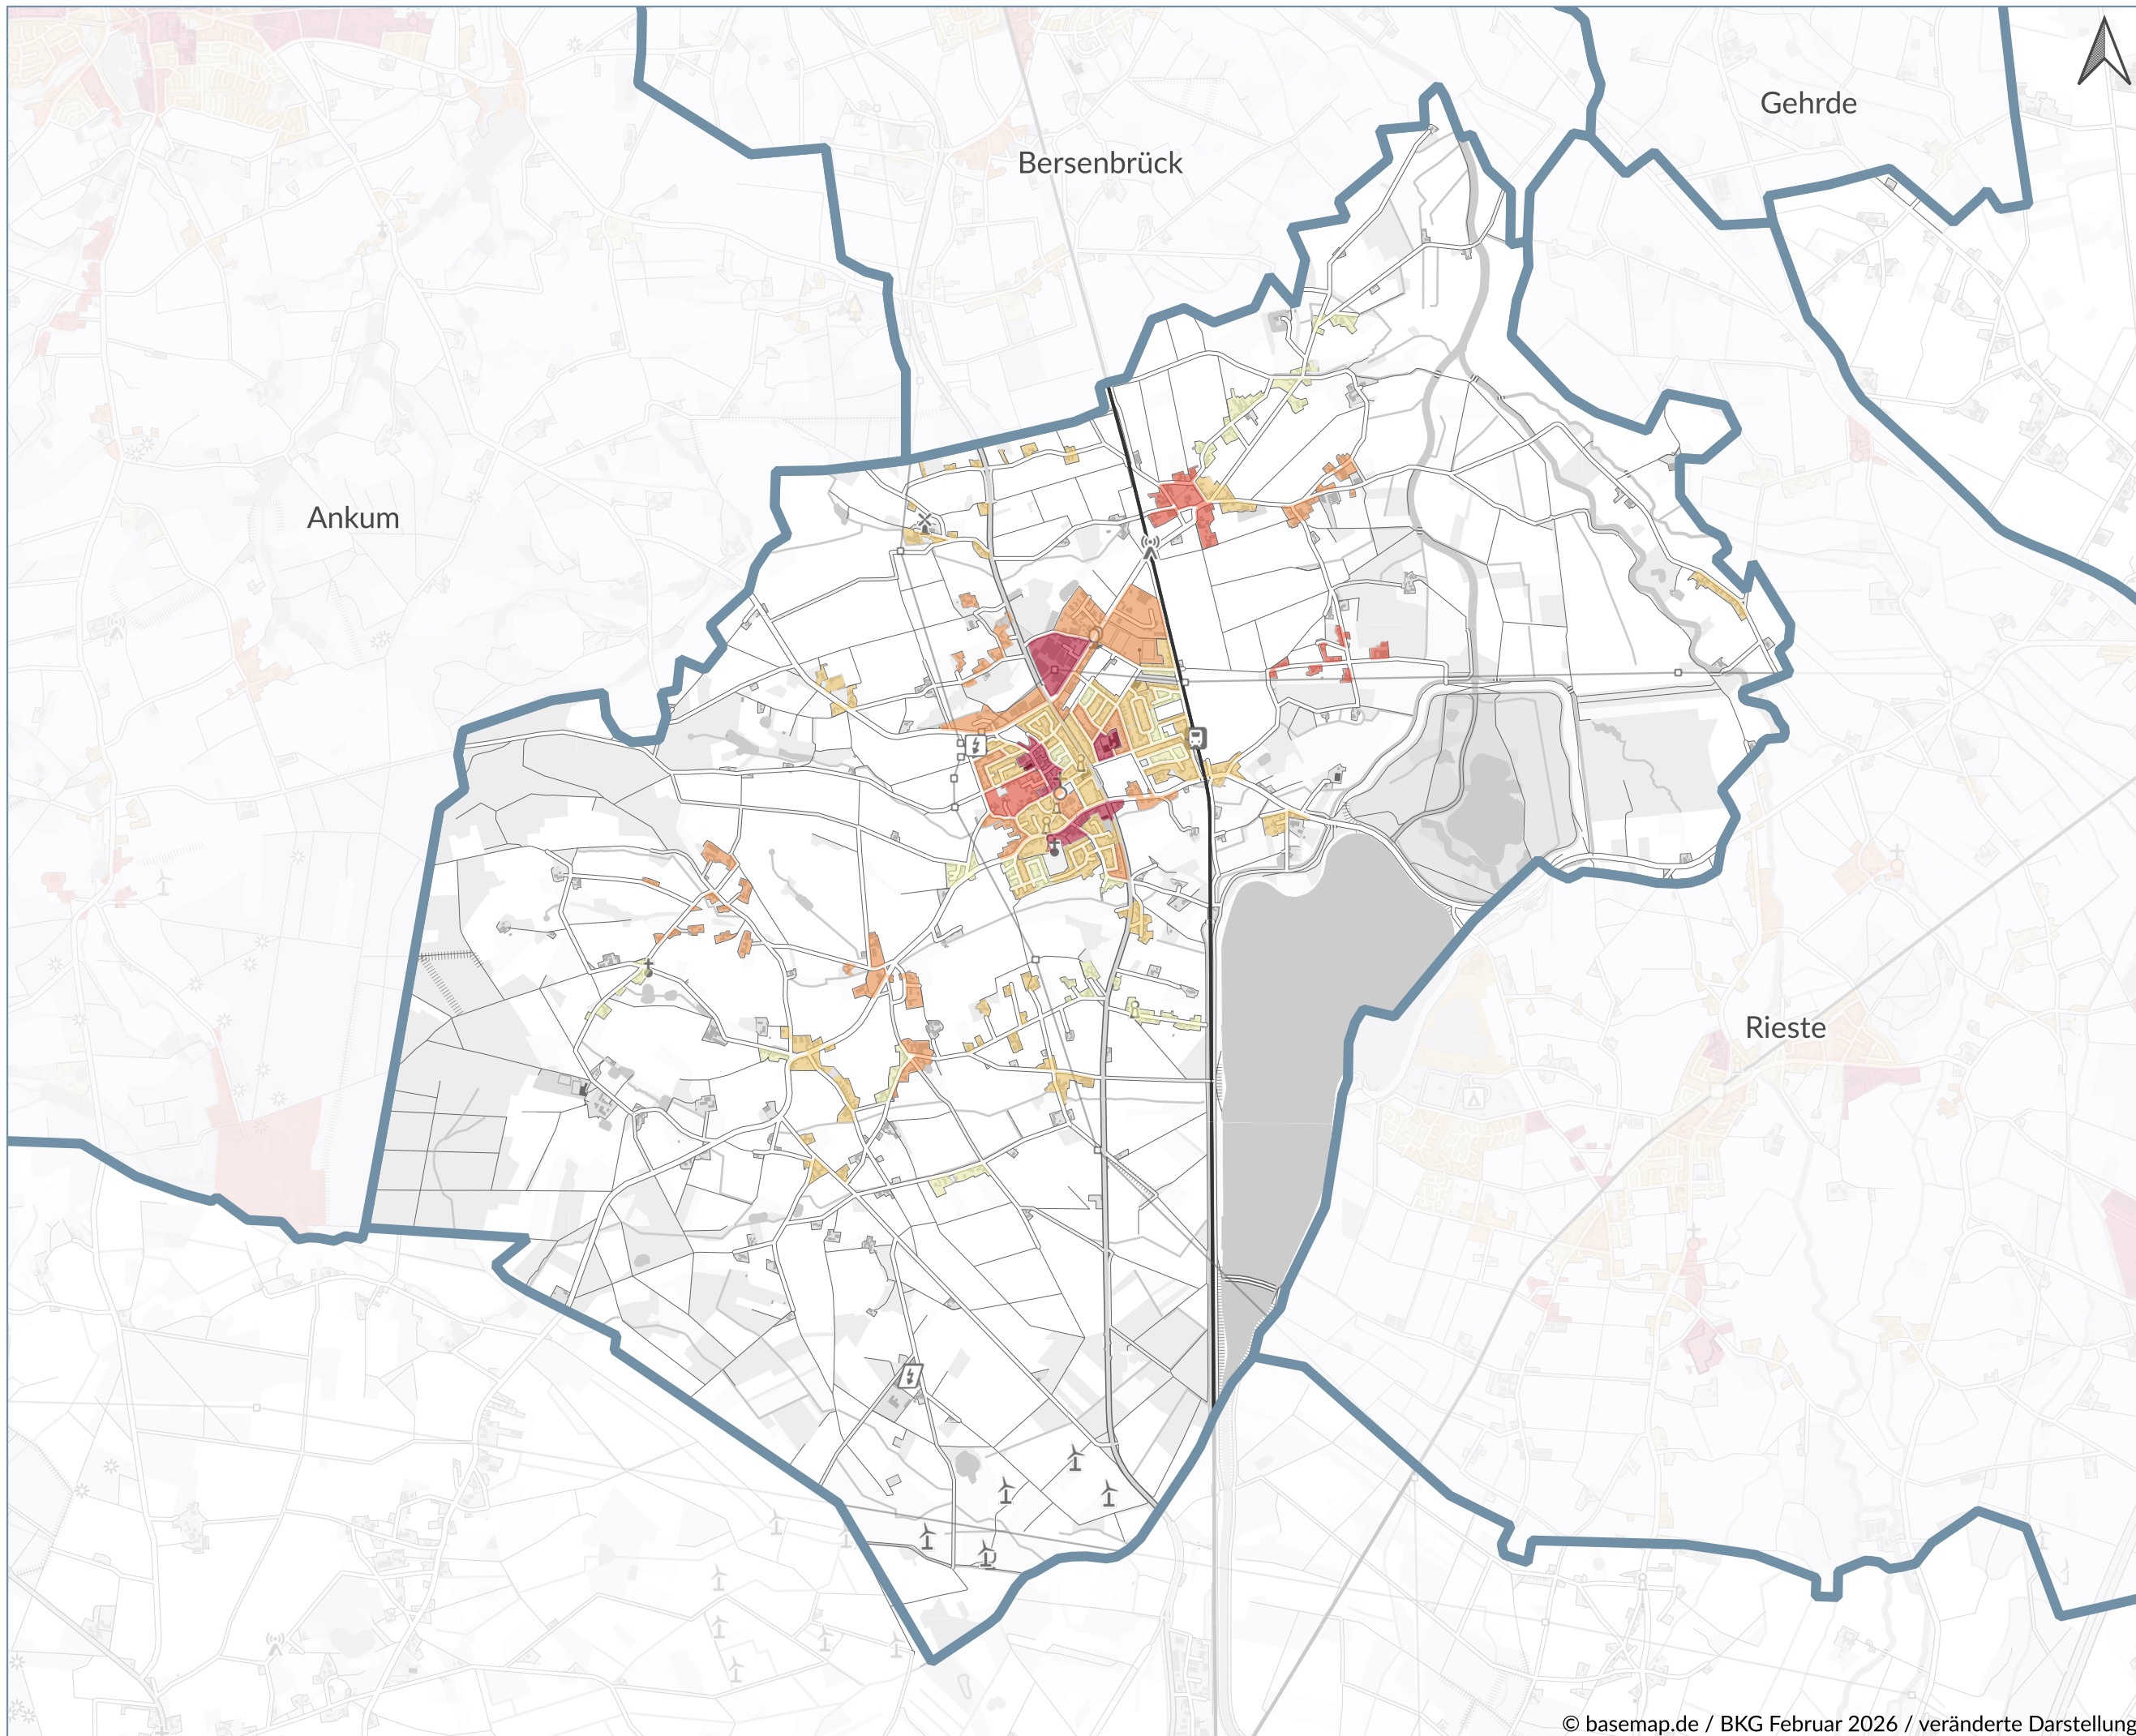 Gehrde
Bersenbrück
Ankum
Rieste
© basemap.de / BKG Februar 2026 / veränderte Darstellung